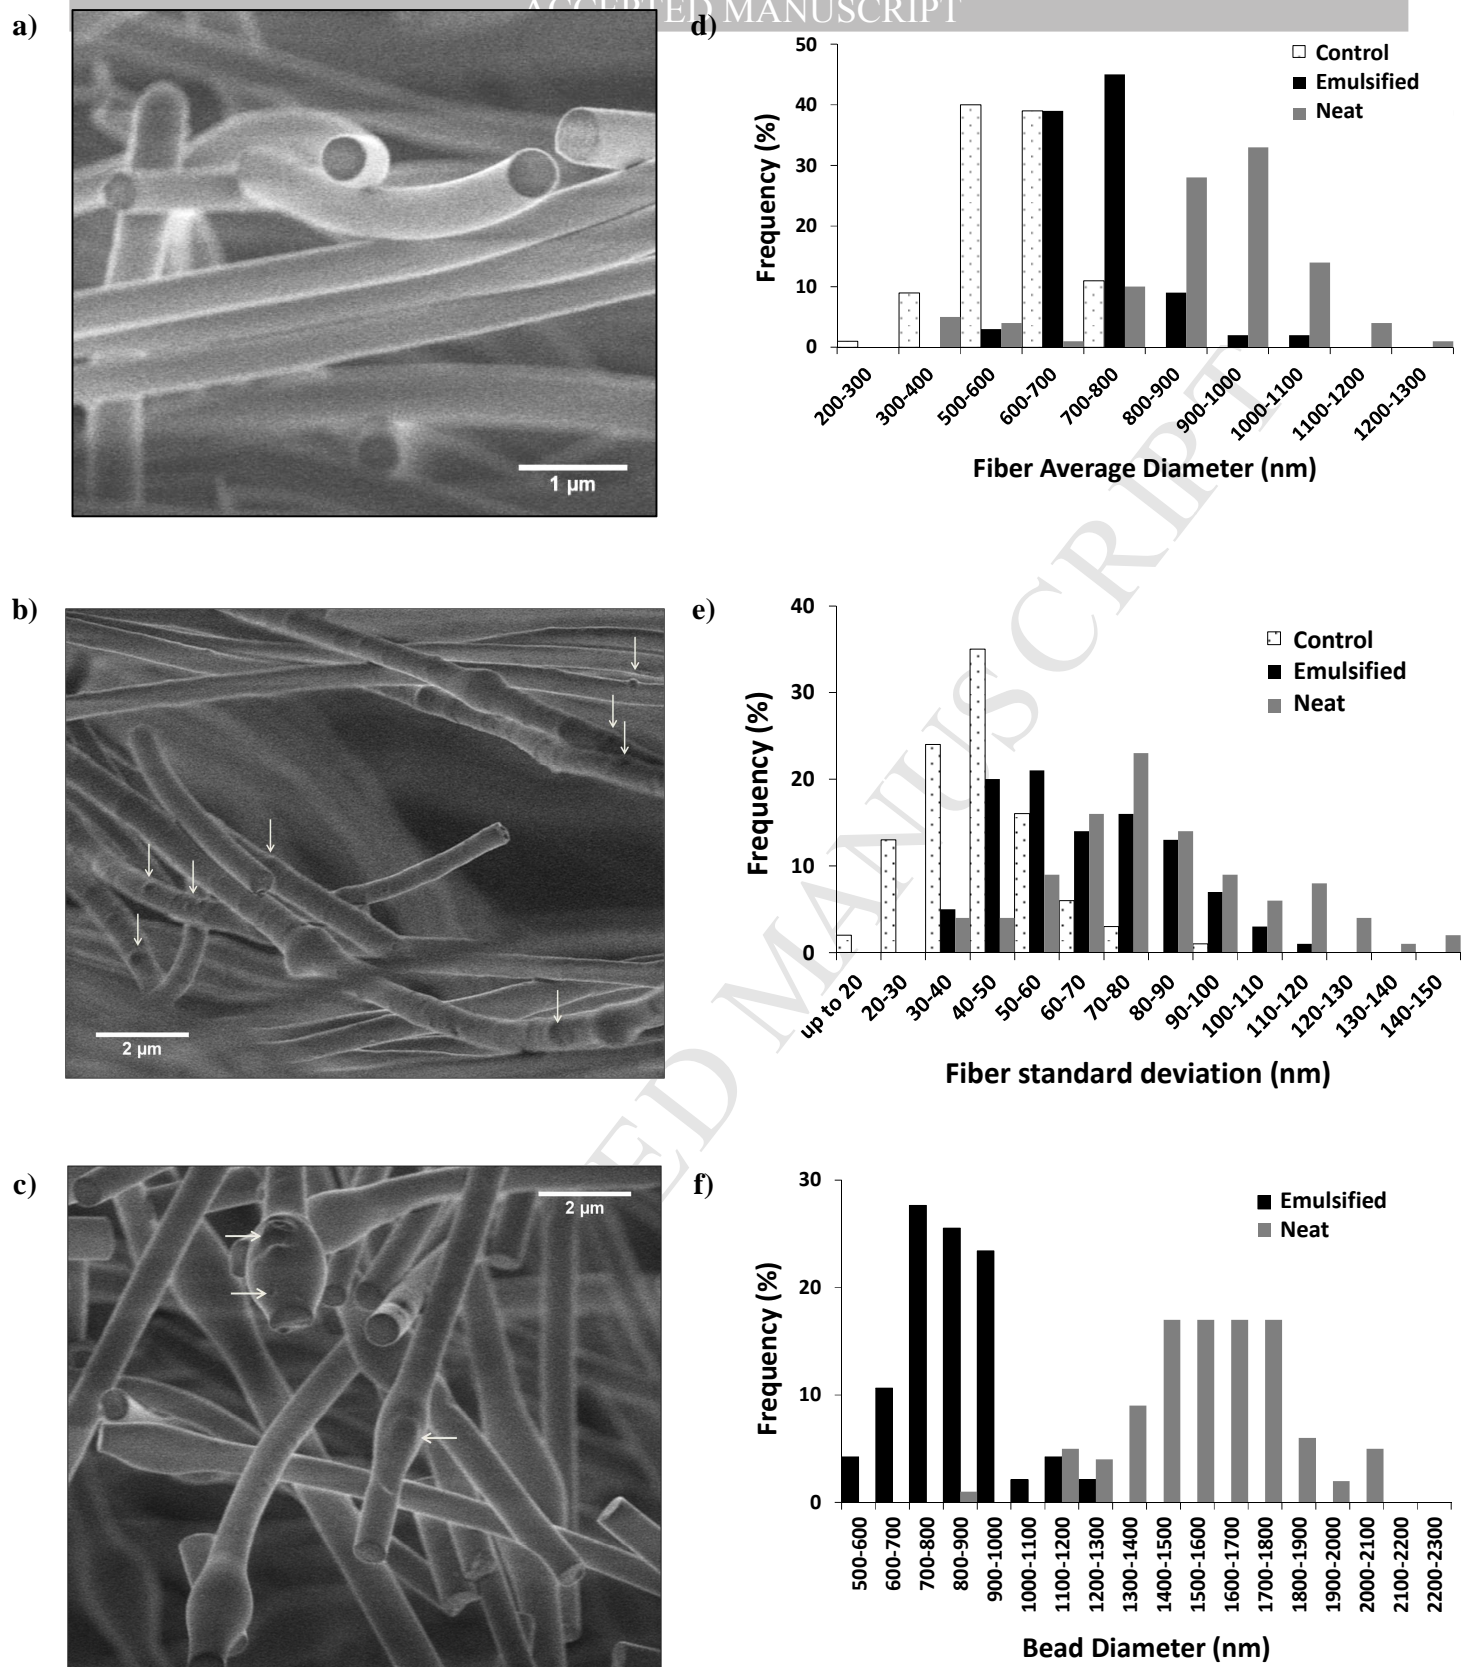 ACCEPTED MANUSCRIPT
a)
1 µm
d)
50
40
30
20
10
0
Frequency (%)
Control
Emulsified
Neat
200-300
300-400
500-600
600-700
700-800
800-900
900-1000
1000-1100
1100-1200
1200-1300
Fiber Average Diameter (nm)
b)
2 µm
e)
40
30
20
10
0
Frequency (%)
Control
Emulsified
Neat
up to 20
20-30
30-40
40-50
50-60
60-70
70-80
80-90
90-100
100-110
110-120
120-130
130-140
140-150
Fiber standard deviation (nm)
c)
2 µm
f)
30
20
10
0
Frequency (%)
Emulsified
Neat
500-600
600-700
700-800
800-900
900-1000
1000-1100
1100-1200
1200-1300
1300-1400
1400-1500
1500-1600
1600-1700
1700-1800
1800-1900
1900-2000
2000-2100
2100-2200
2200-2300
Bead Diameter (nm)
ED MANUSCRIPT